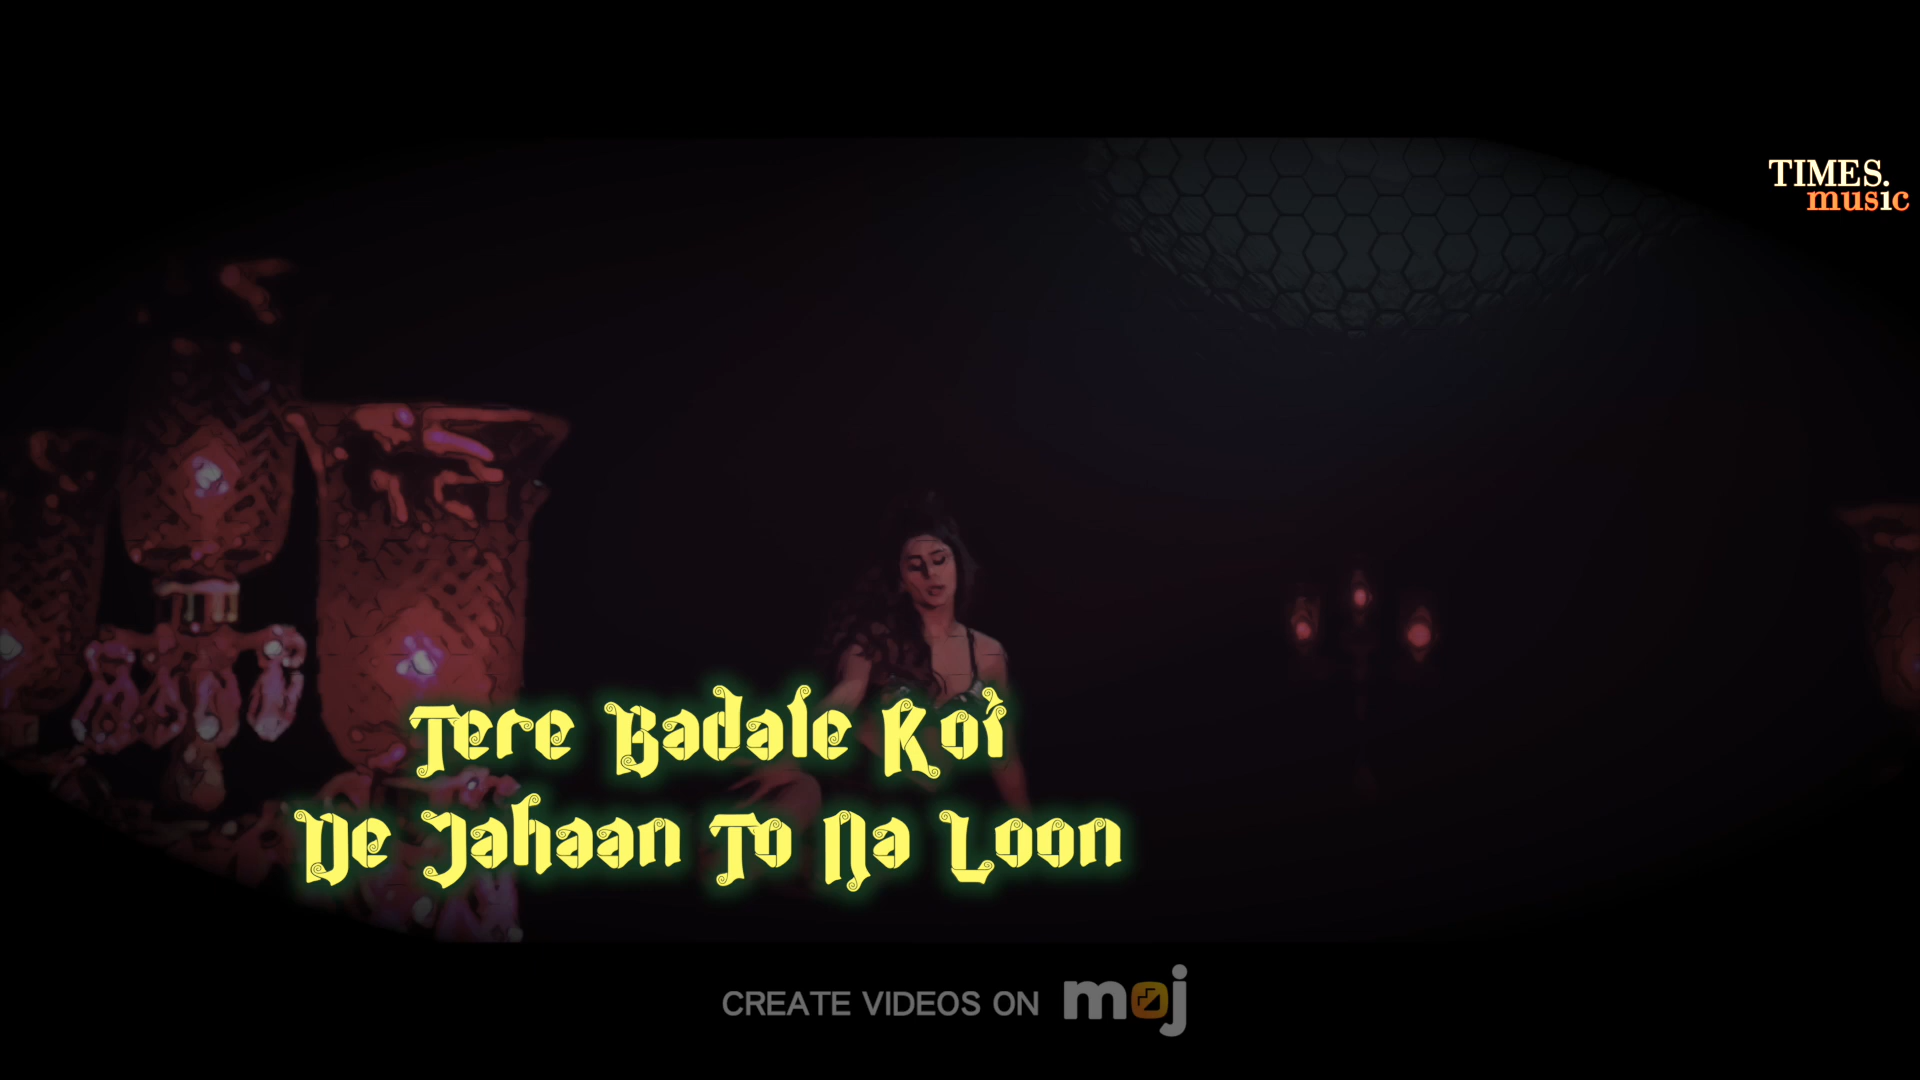 TIMES.
music
Tere Badale Koi
De Jahaan To Na Loon
CREATE VIDEOS ON moj